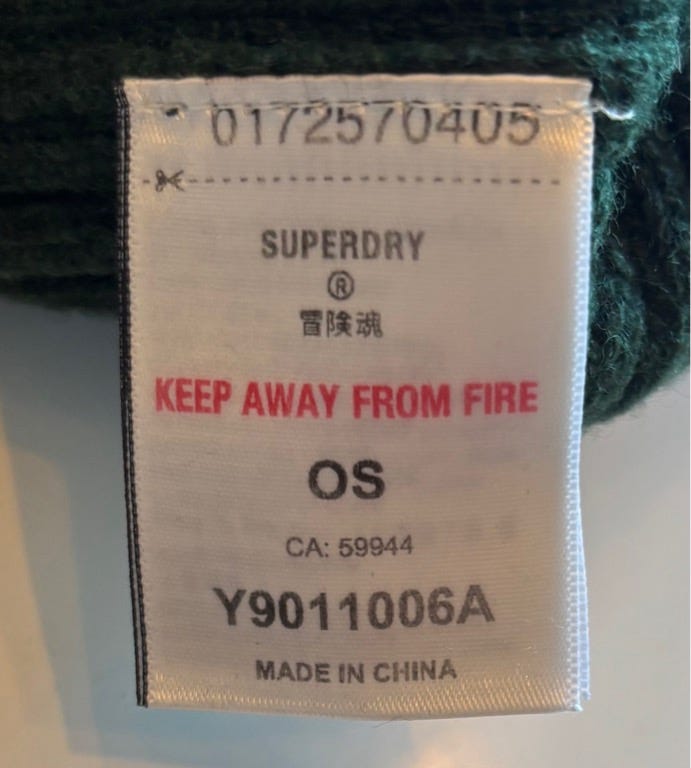 0172570405
SUPERDRY
®
冒険魂
KEEP AWAY FROM FIRE
OS
CA: 59944
Y9011006A
MADE IN CHINA